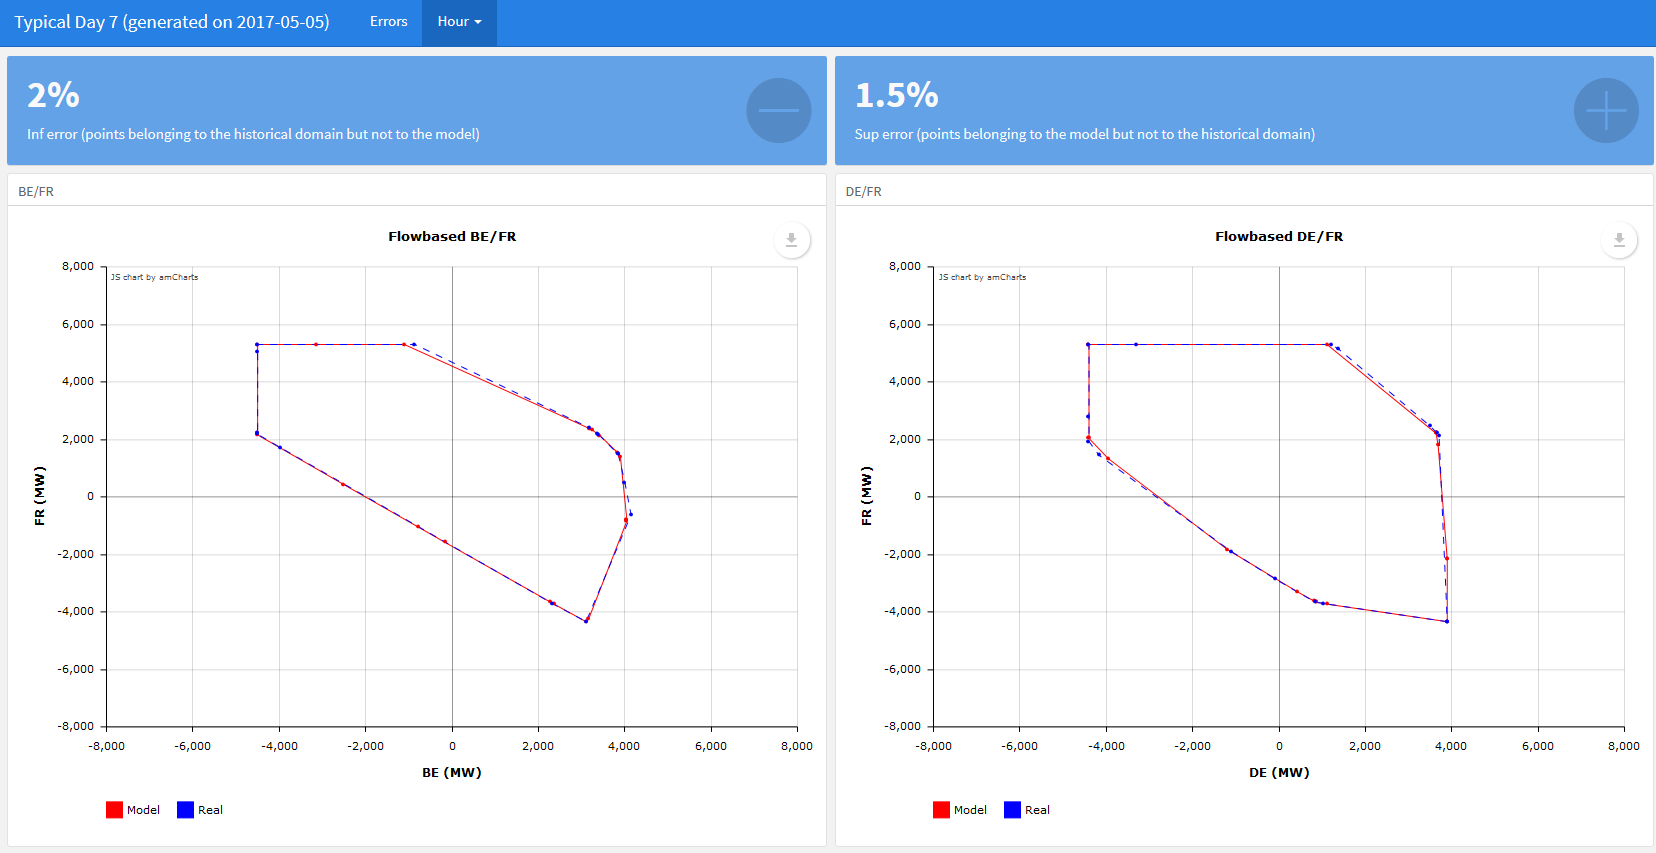 Typical Day 7 (generated on 2017-05-05) Errors Hour
2%
Inf error (points belonging to the historical domain but not to the model)
1.5%
Sup error (points belonging to the model but not to the historical domain)
BE/FR
Flowbased BE/FR
JS chart by amCharts
8,000
6,000
4,000
2,000
0
-2,000
-4,000
-6,000
-8,000
FR (MW)
-8,000 -6,000 -4,000 -2,000 0 2,000 4,000 6,000 8,000
BE (MW)
Model Real
DE/FR
Flowbased DE/FR
JS chart by amCharts
8,000
6,000
4,000
2,000
0
-2,000
-4,000
-6,000
-8,000
FR (MW)
-8,000 -6,000 -4,000 -2,000 0 2,000 4,000 6,000 8,000
DE (MW)
Model Real